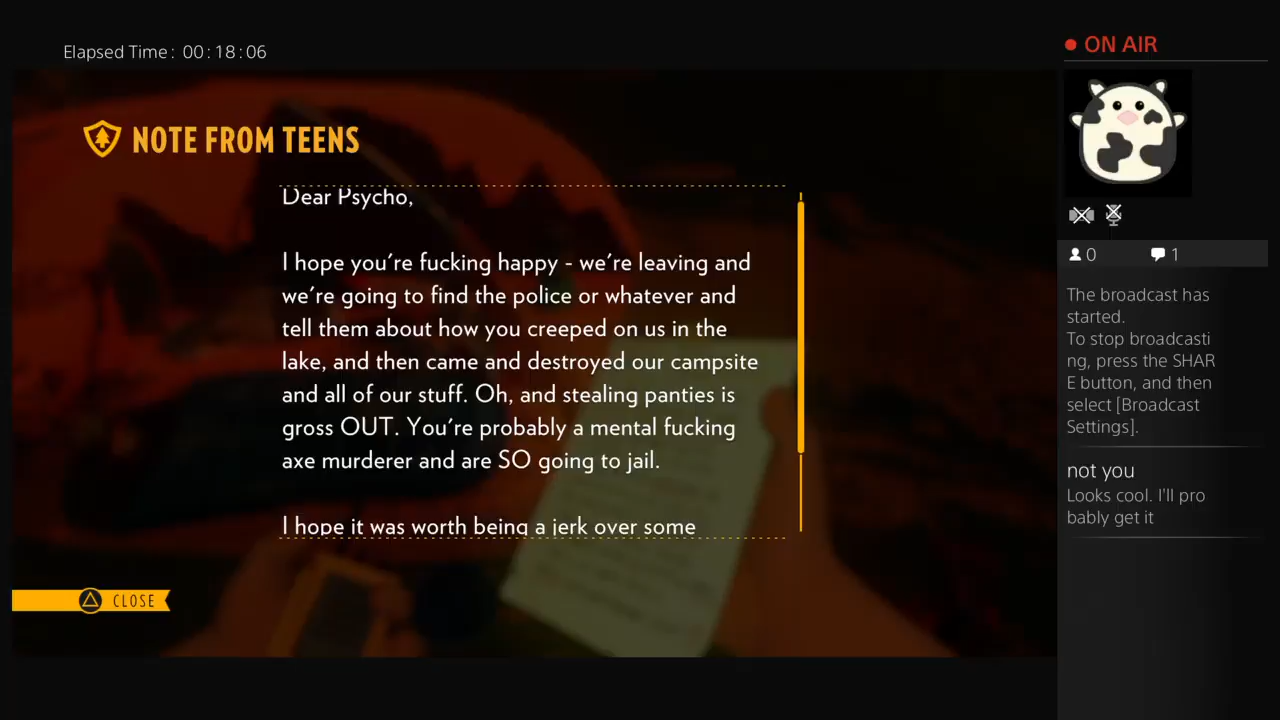 Elapsed Time: 00:18:06
ON AIR
NOTE FROM TEENS
Dear Psycho,
I hope you're fucking happy - we're leaving and
we're going to find the police or whatever and
tell them about how you creeped on us in the
lake, and then came and destroyed our campsite
and all of our stuff. Oh, and stealing panties is
gross OUT. You're probably a mental fucking
axe murderer and are SO going to jail.
I hope it was worth being a jerk over some
CLOSE
0 1
The broadcast has
started.
To stop broadcasti
ng, press the SHAR
E button, and then
select [Broadcast
Settings].
not you
Looks cool. I'll pro
bably get it